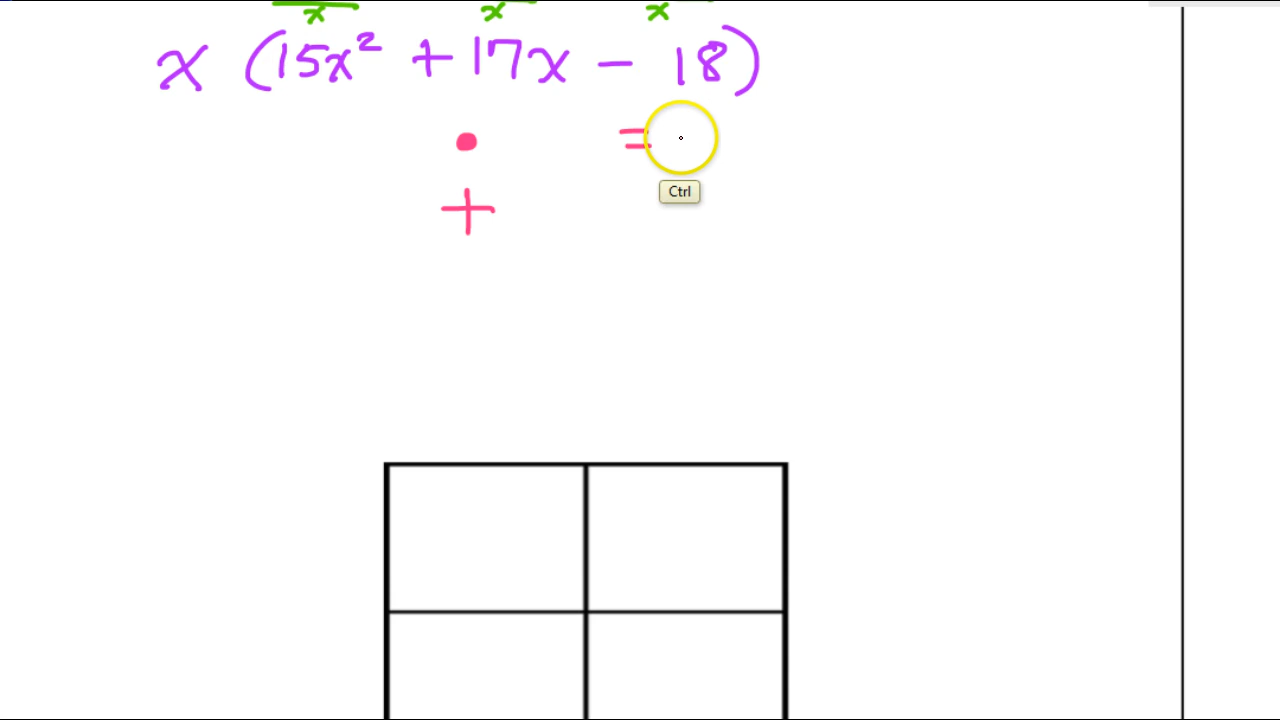 x x x
x (15x² + 17x - 18)
• =
Ctrl
+